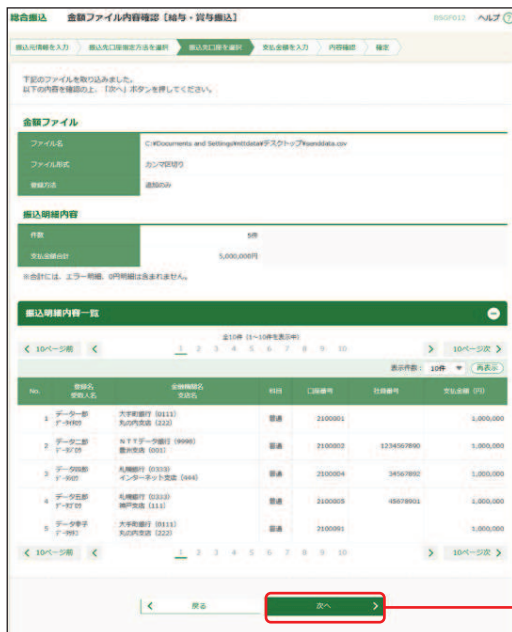 総合振込 金額ファイル内容確認［給与・賞与振込］ BSGF012 ヘルプ
振込元情報を入力 振込先口座指定方法を選択 振込先口座を選択 支払金額を入力 内容確認 確定
下記のファイルを取り込みました。
以下の内容を確認の上、「次へ」ボタンを押してください。
金額ファイル
ファイル名 C:¥Documents and Settings¥nttdata¥デスクトップ¥senddata.csv
ファイル形式 カンマ区切り
登録方法 追加のみ
振込明細内容
件数 5件
支払金額合計 5,000,000円
※合計には、エラー明細、0円明細は含まれません。
振込明細内容一覧
全10件（1～10件を表示中）
< 10ページ前 < 1 2 3 4 5 6 7 8 9 10 > 10ページ次 >
表示件数： 10件 再表示
No. 登録名 金融機関名 科目 口座番号 社員番号 支払金額（円）
受取人名 支店名
1 データ一郎 大手町銀行（0111） 普通 2100001 1,000,000
丸の内支店（222）
2 データ二郎 NTTデータ銀行（9998） 普通 2100003 1234567890 1,000,000
豊洲支店（001）
3 データ四郎 札幌銀行（0333） 普通 2100004 34567892 1,000,000
インターネット支店（444）
4 データ五郎 札幌銀行（0333） 普通 2100005 45678901 1,000,000
神戸支店（111）
5 データ幸子 大手町銀行（0111） 普通 2100091 1,000,000
丸の内支店（222）
< 10ページ前 < 1 2 3 4 5 6 7 8 9 10 > 10ページ次 >
< 戻る 次へ >